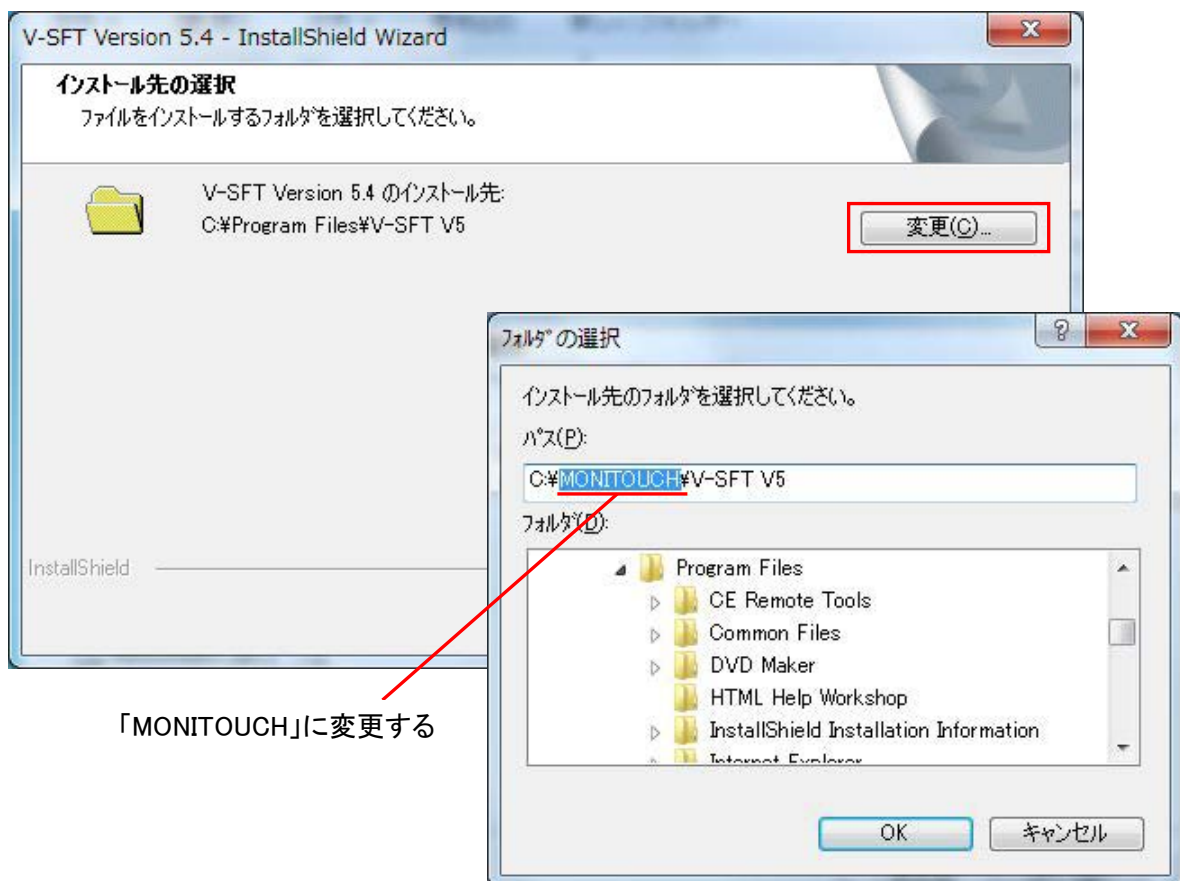 V-SFT Version 5.4 - InstallShield Wizard
インストール先の選択
ファイルをインストールするフォルダを選択してください。
V-SFT Version 5.4 のインストール先:
C:¥Program Files¥V-SFT V5
変更(C)...
フォルダの選択
インストール先のフォルダを選択してください。
パス(P):
C:¥MONITOUCH¥V-SFT V5
フォルダ(D):
Program Files
CE Remote Tools
Common Files
DVD Maker
HTML Help Workshop
InstallShield Installation Information
Internet Explorer
OK
キャンセル
InstallShield
「MONITOUCH」に変更する